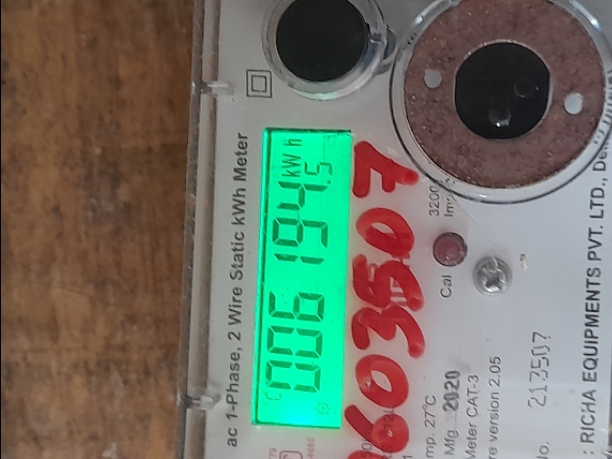 ac 1-Phase, 2 Wire Static kWh Meter
006194.5 kWh
603507
3200
Imp
Cal
mp. 27°C
Mfg 2020
Meter CAT-3
re version 2.05
o. 213507
: RICHA EQUIPMENTS PVT. LTD.,